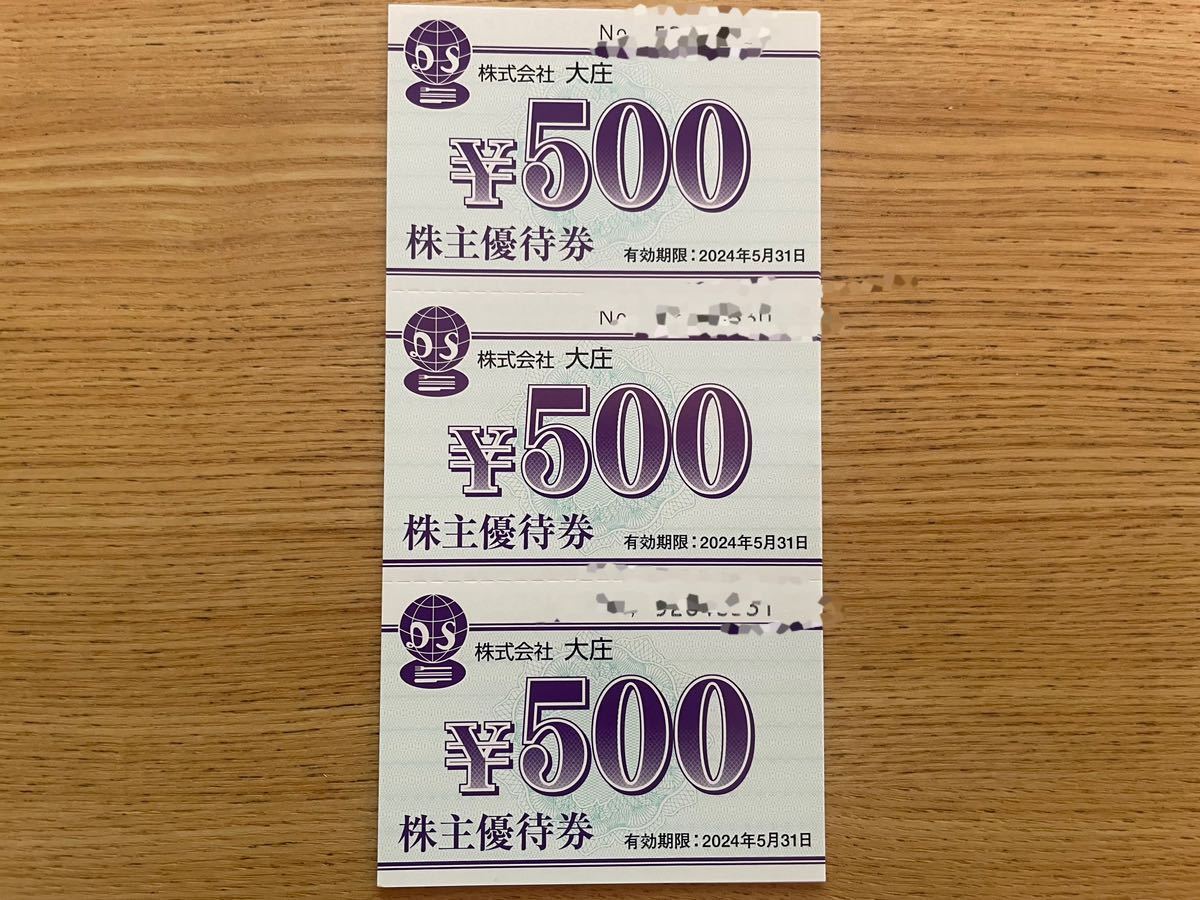 No
DS
株式会社 大庄
¥500
株主優待券
有効期限：2024年5月31日
No
DS
株式会社 大庄
¥500
株主優待券
有効期限：2024年5月31日
DS
株式会社 大庄
¥500
株主優待券
有効期限：2024年5月31日